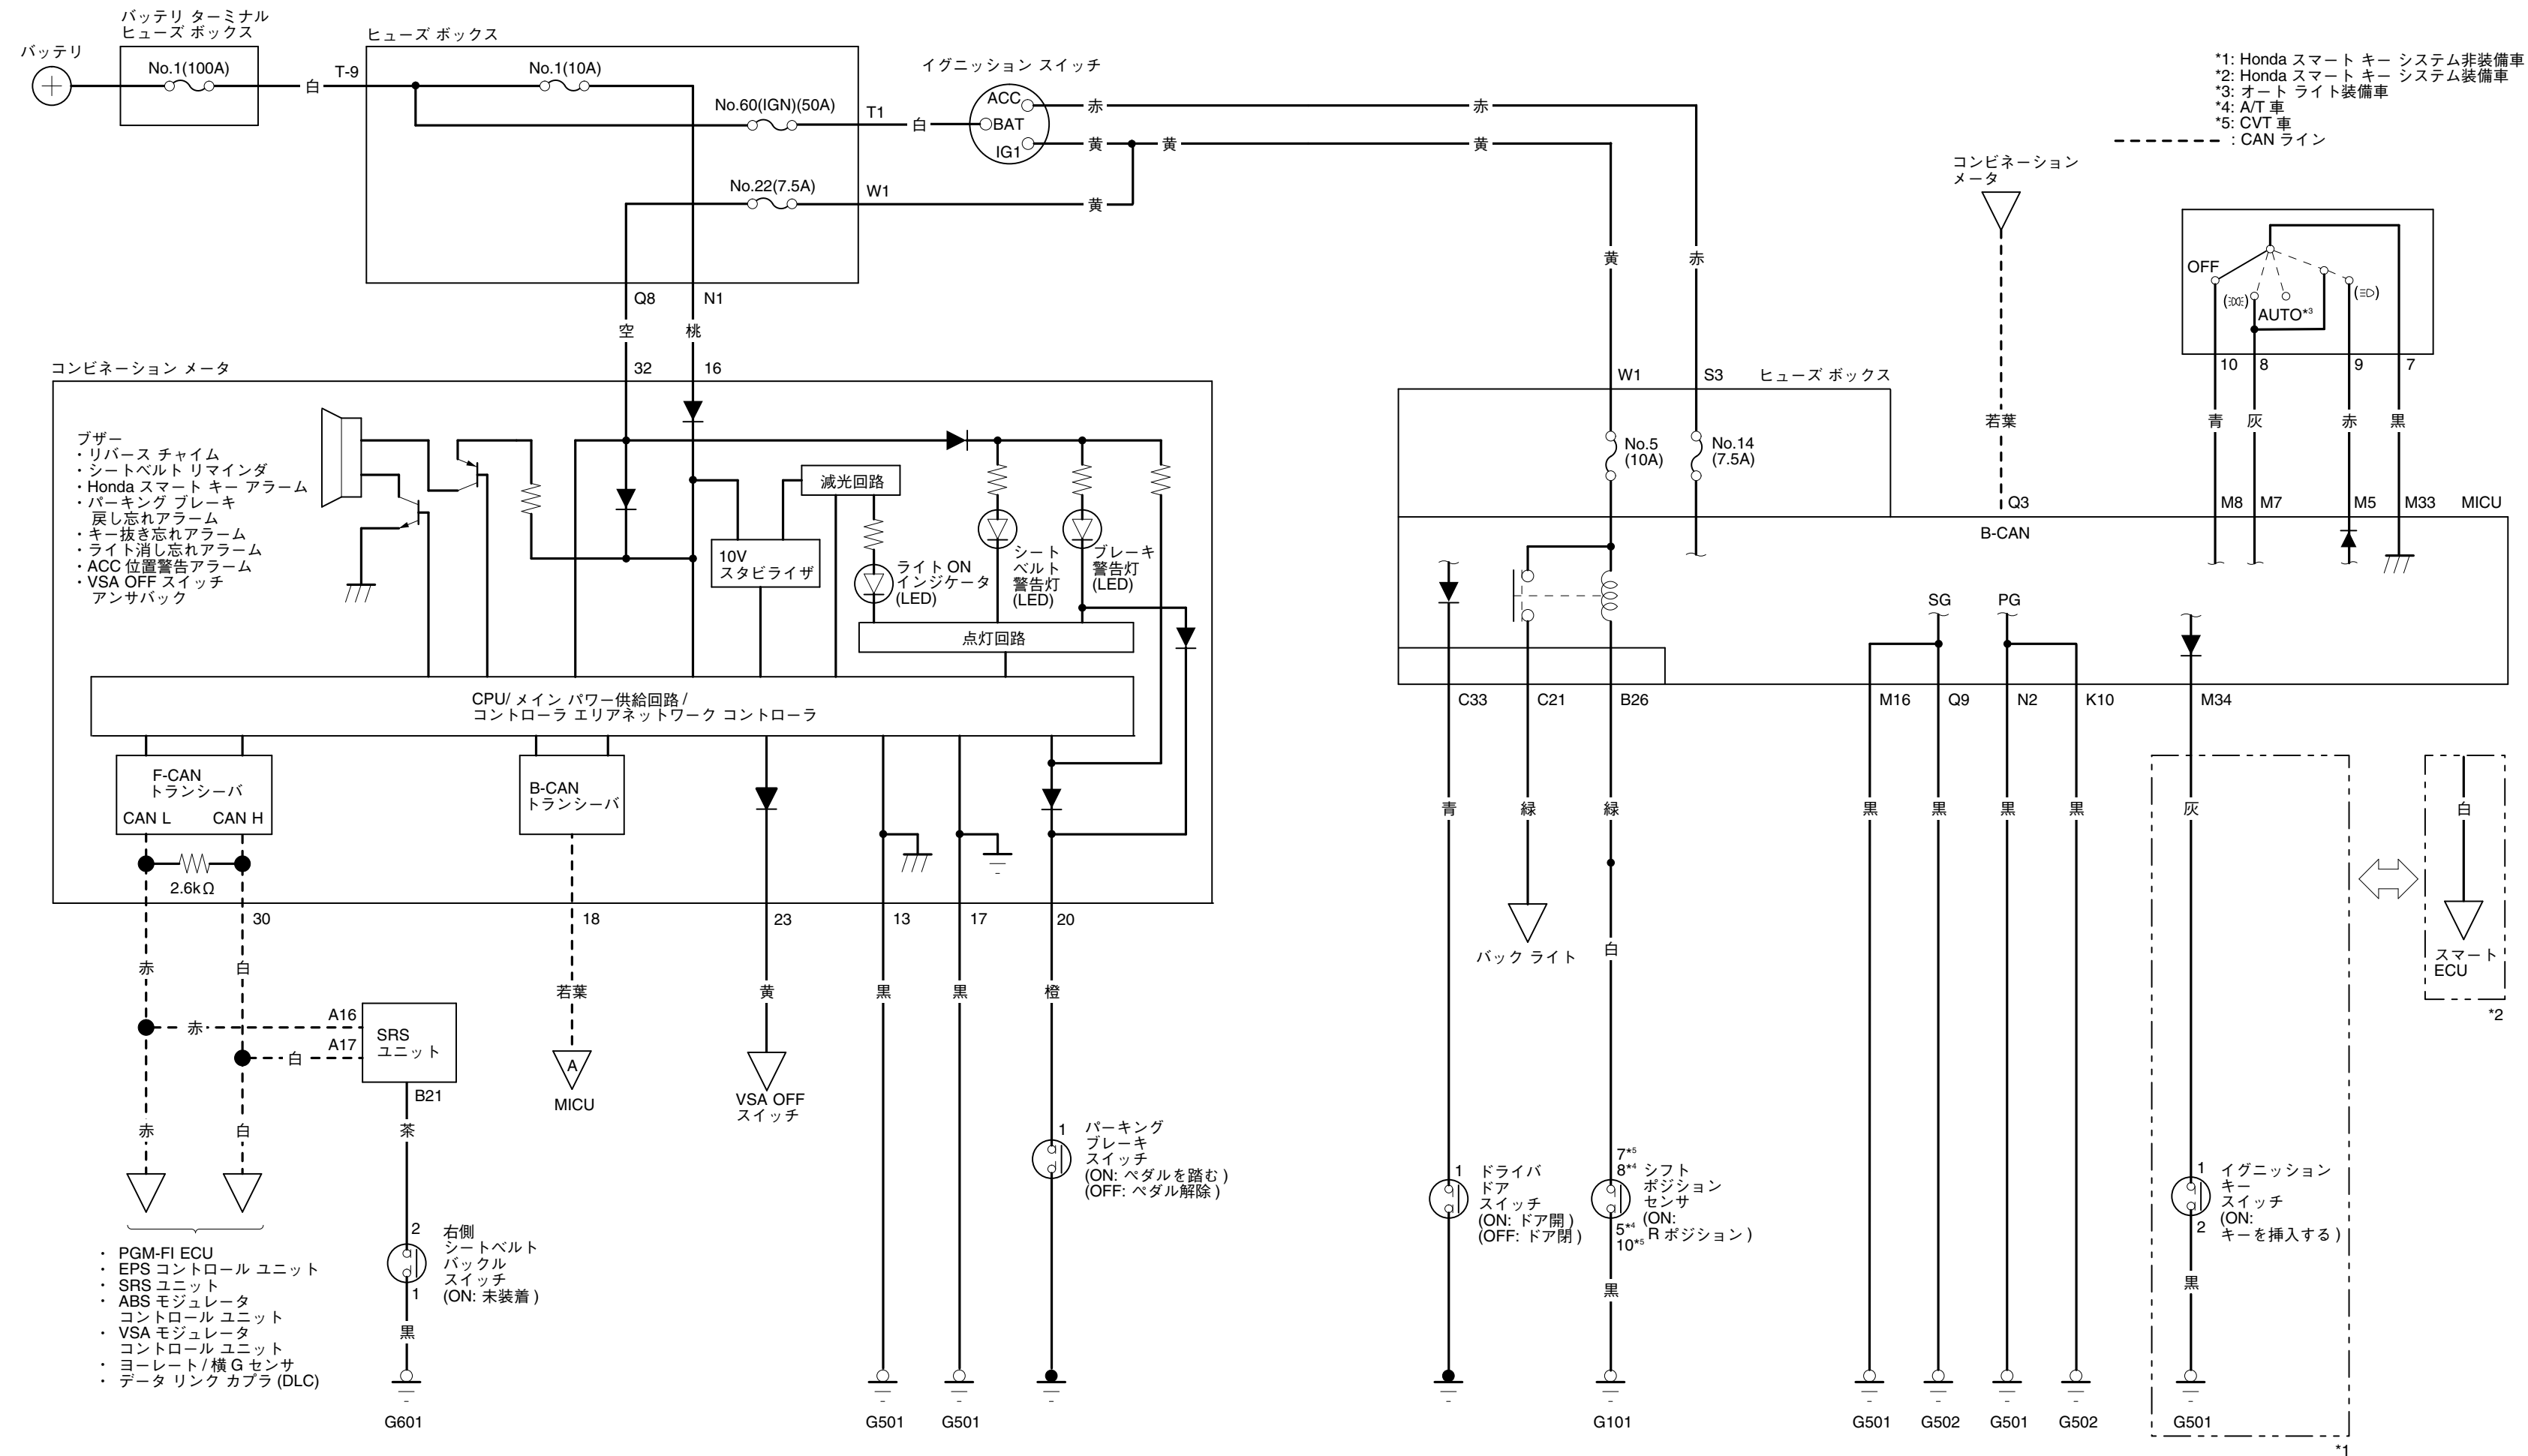 バッテリ ターミナル
ヒューズ ボックス
バッテリ
No.1(100A)
白
T-9
ヒューズ ボックス
No.1(10A)
No.60(IGN)(50A)
T1
白
No.22(7.5A)
W1
Q8
N1
空
桃
イグニッション スイッチ
ACC
BAT
IG1
赤
赤
黄
黄
黄
黄
黄
赤
*1: Honda スマート キー システム非装備車
*2: Honda スマート キー システム装備車
*3: オート ライト装備車
*4: A/T 車
*5: CVT 車
: CAN ライン
コンビネーション
メータ
若葉
Q3
B-CAN
OFF
AUTO*3
10
8
9
7
青
灰
赤
黒
M8
M7
M5
M33
MICU
コンビネーション メータ
32
16
ブザー
・リバース チャイム
・シートベルト リマインダ
・Honda スマート キー アラーム
・パーキング ブレーキ
戻し忘れアラーム
・キー抜き忘れアラーム
・ライト消し忘れアラーム
・ACC 位置警告アラーム
・VSA OFF スイッチ
アンサバック
減光回路
10V
スタビライザ
ライト ON
インジケータ
(LED)
シート
ベルト
警告灯
(LED)
ブレーキ
警告灯
(LED)
点灯回路
CPU/ メイン パワー供給回路 /
コントローラ エリアネットワーク コントローラ
F-CAN
トランシーバ
CAN L
CAN H
2.6kΩ
B-CAN
トランシーバ
30
18
23
13
17
20
赤
白
若葉
黄
黒
黒
橙
赤
白
A16
A17
SRS
ユニット
B21
茶
赤
白
A
MICU
VSA OFF
スイッチ
1
パーキング
ブレーキ
スイッチ
(ON: ペダルを踏む )
(OFF: ペダル解除 )
・ PGM-FI ECU
・ EPS コントロール ユニット
・ SRS ユニット
・ ABS モジュレータ
コントロール ユニット
・ VSA モジュレータ
コントロール ユニット
・ ヨーレート / 横 G センサ
・ データ リンク カプラ (DLC)
2
右側
シートベルト
バックル
スイッチ
(ON: 未装着 )
1
黒
G601
G501
G501
W1
S3
ヒューズ ボックス
No.5
(10A)
No.14
(7.5A)
SG
PG
C33
C21
B26
M16
Q9
N2
K10
M34
青
緑
緑
黒
黒
黒
黒
灰
白
バック ライト
白
スマート
ECU
*2
1
ドライバ
ドア
スイッチ
(ON: ドア開 )
(OFF: ドア閉 )
7*5
8*4
シフト
ポジション
センサ
(ON:
R ポジション )
5*4
10*5
黒
G101
1
イグニッション
キー
スイッチ
(ON:
キーを挿入する )
2
黒
G501
G502
G501
G502
G501
*1